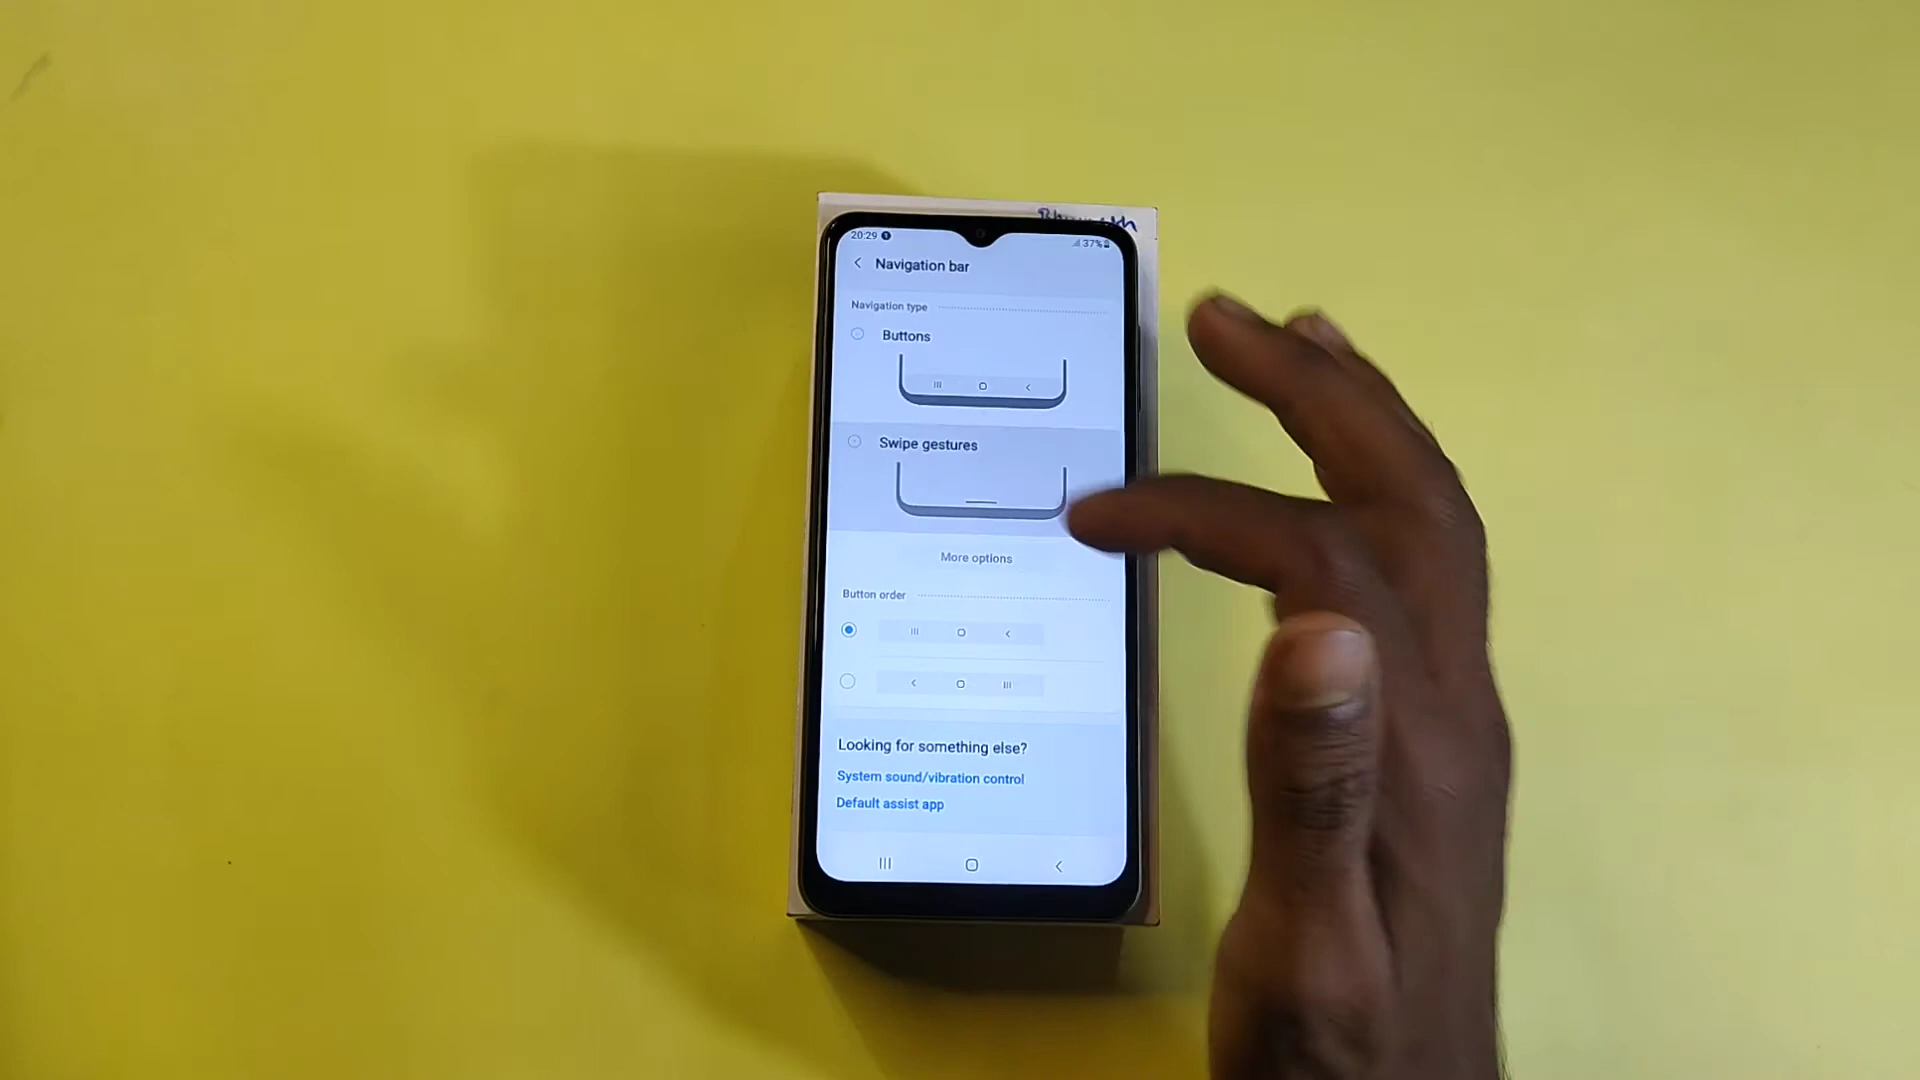 20:29
37%
Navigation bar
Navigation type
Buttons
Swipe gestures
More options
Button order
Looking for something else?
System sound/vibration control
Default assist app